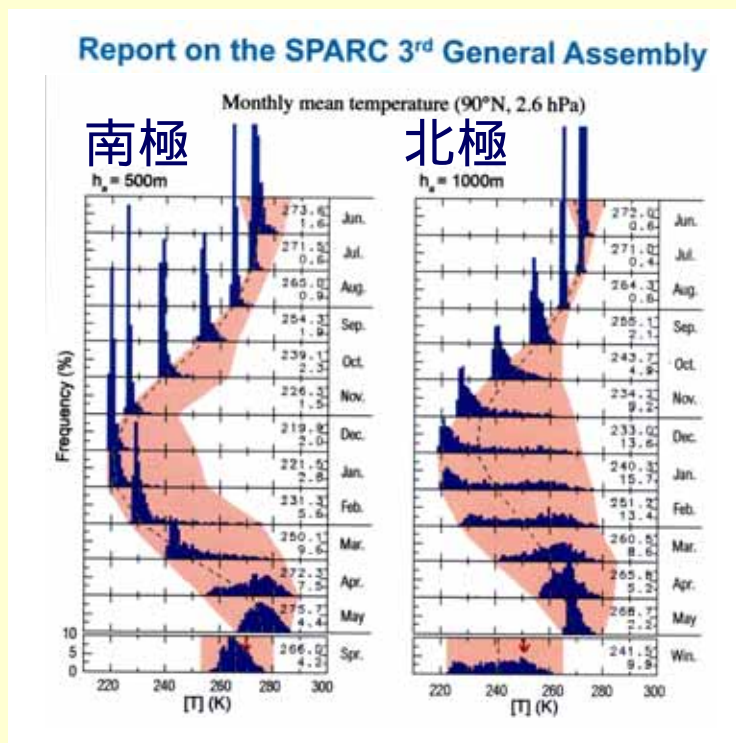 Report on the SPARC 3rd General Assembly
Monthly mean temperature (90°N, 2.6 hPa)
南極
hₐ = 500m
Frequency (%)
273.6 1.6 Jun.
271.5 0.6 Jul.
265.0 0.9 Aug.
254.3 1.9 Sep.
239.1 2.3 Oct.
226.3 1.5 Nov.
219.9 2.0 Dec.
221.5 2.8 Jan.
231.3 5.6 Feb.
250.1 9.6 Mar.
272.3 7.5 Apr.
275.7 4.4 May
10
5
0
266.0 4.2 Spr.
220 240 260 280 300
[T] (K)
北極
hₐ = 1000m
272.0 0.6 Jun.
271.0 0.4 Jul.
264.3 0.6 Aug.
255.1 2.1 Sep.
243.7 4.9 Oct.
234.3 9.2 Nov.
233.0 13.6 Dec.
240.3 15.7 Jan.
251.2 13.4 Feb.
260.5 8.6 Mar.
265.8 5.2 Apr.
268.7 2.2 May
241.5 9.9 Win.
220 240 260 280 300
[T] (K)